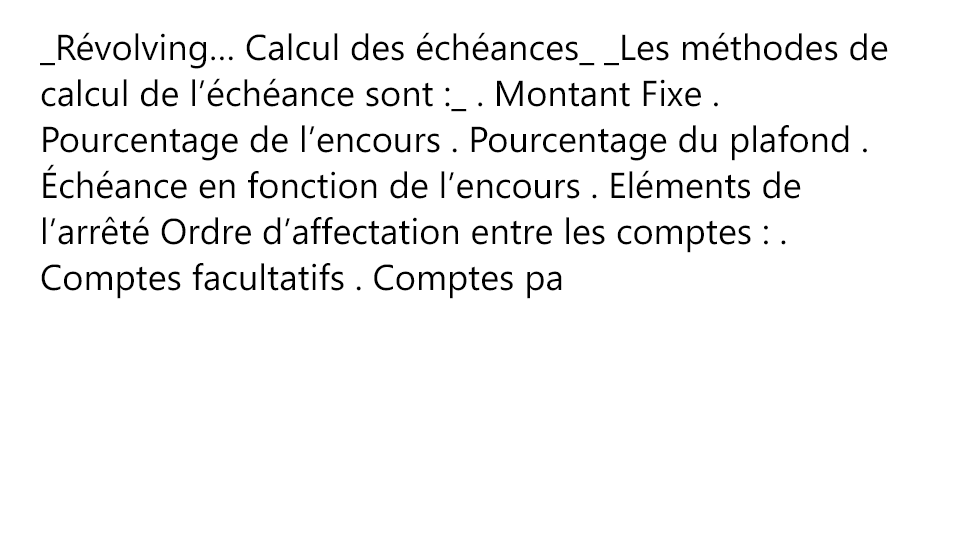 _Révolving... Calcul des échéances_ _Les méthodes de
calcul de l’échéance sont :_ . Montant Fixe .
Pourcentage de l’encours . Pourcentage du plafond .
Échéance en fonction de l’encours . Eléments de
l’arrêté Ordre d’affectation entre les comptes : .
Comptes facultatifs . Comptes pa